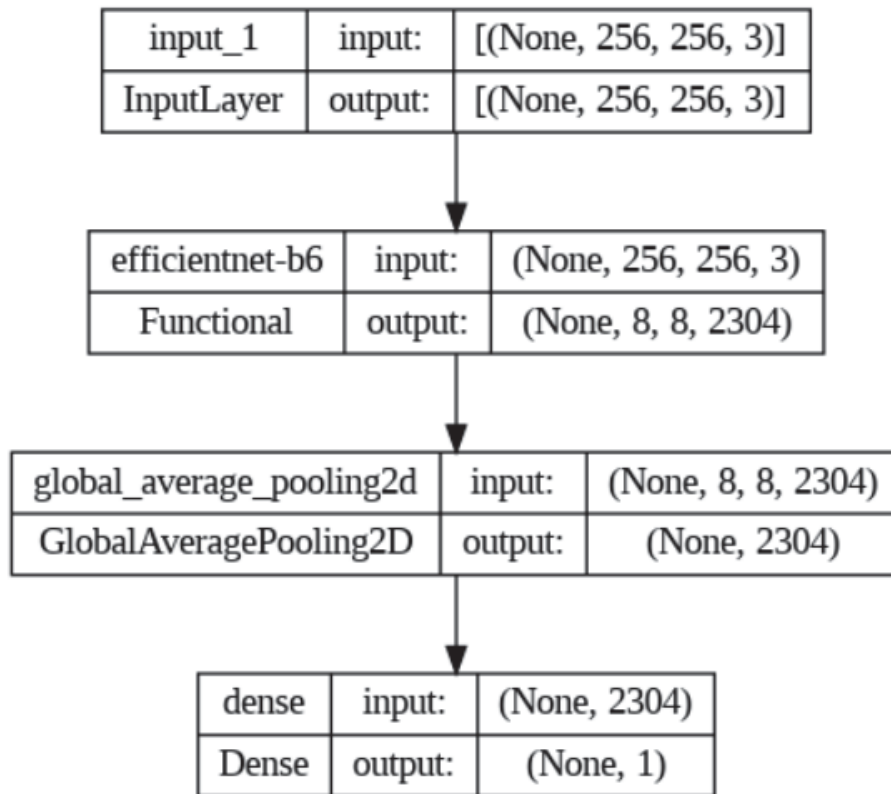 input_1 input: [(None, 256, 256, 3)]
InputLayer output: [(None, 256, 256, 3)]
efficientnet-b6 input: (None, 256, 256, 3)
Functional output: (None, 8, 8, 2304)
global_average_pooling2d input: (None, 8, 8, 2304)
GlobalAveragePooling2D output: (None, 2304)
dense input: (None, 2304)
Dense output: (None, 1)